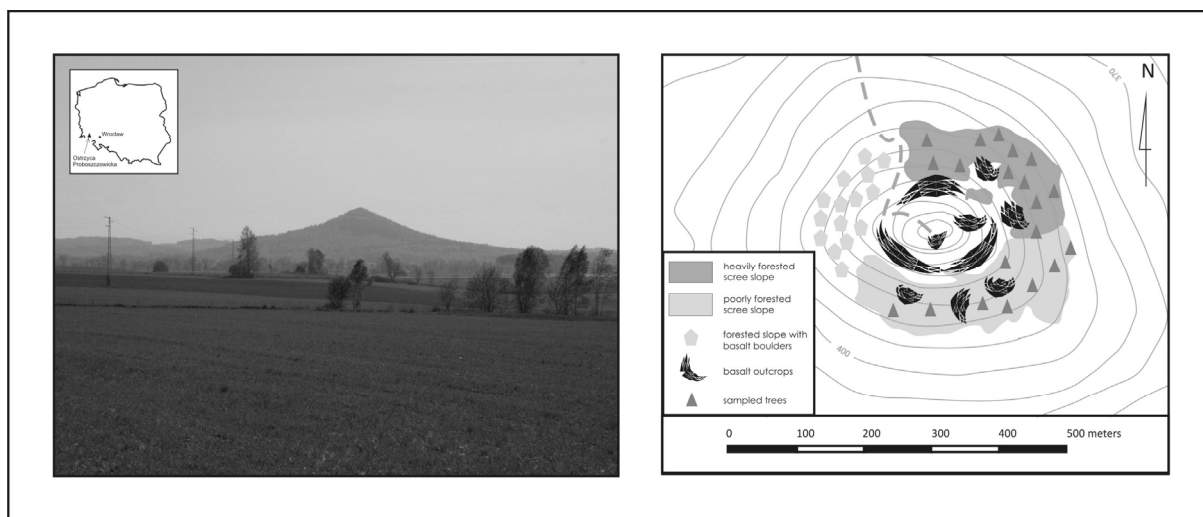 Wrocław
Ostrzyca
Proboszczowicka
370
N
400
heavily forested
scree slope
poorly forested
scree slope
forested slope with
basalt boulders
basalt outcrops
sampled trees
0 100 200 300 400 500 meters